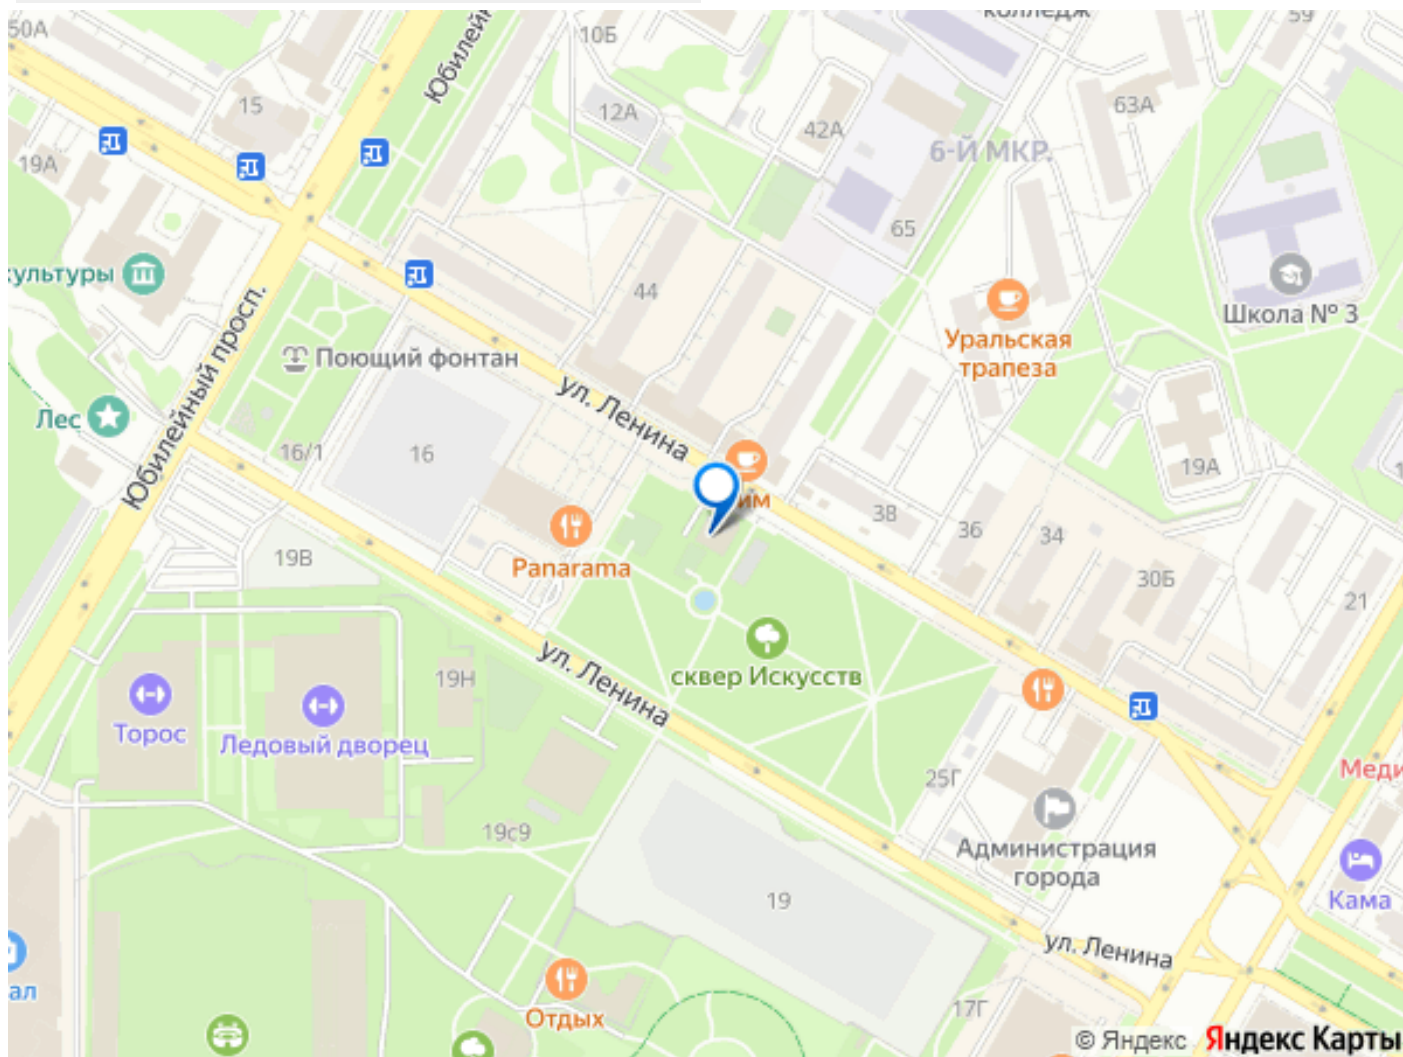 50А
Юбилейн
10Б
колледж
59
15
12А
42А
63А
19А
6-Й МКР.
65
культуры
44
Школа № 3
Поющий фонтан
Уральская
трапеза
Юбилейный просп.
ул. Ленина
Лес
16/1
16
19А
38
36
34
19В
Panarama
30Б
21
сквер Искусств
ул. Ленина
19Н
Торос
Ледовый дворец
25Г
Меди
19с9
Администрация
города
19
Кама
ул. Ленина
ал
Отдых
17Г
© Яндекс Яндекс Карты